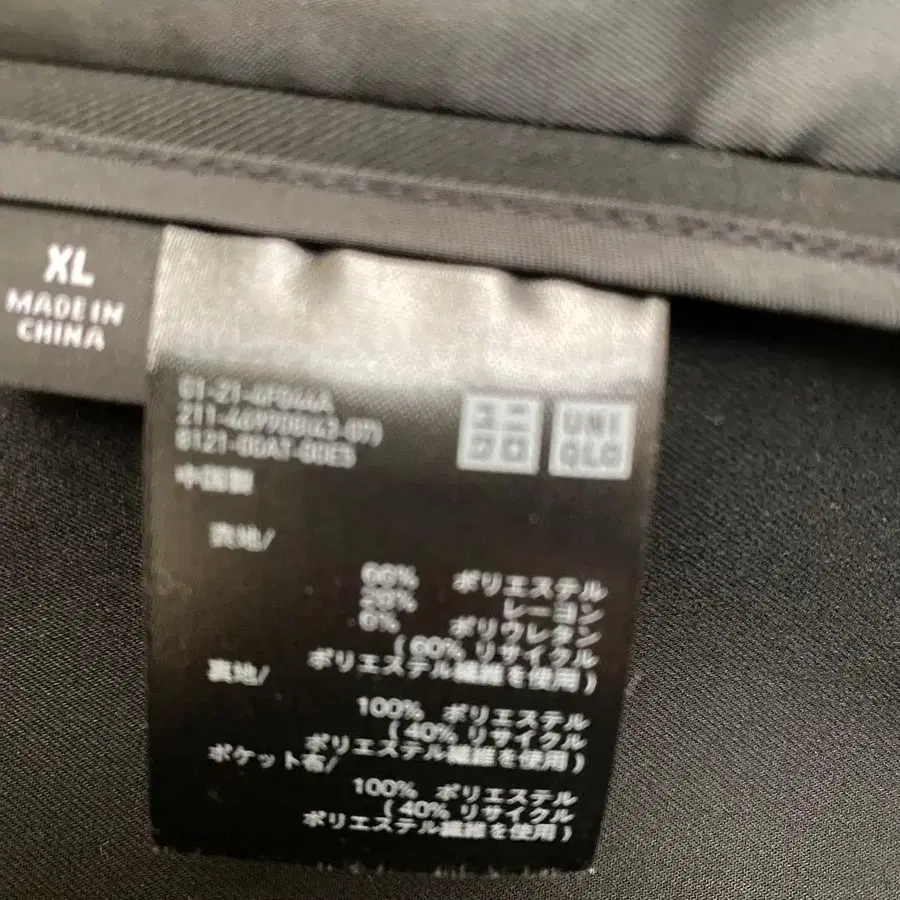 XL
MADE IN
CHINA
ユニ
クロ
UNI
QLO
中国製
表地/
ポリエステル
レーヨン
ポリウレタン
リサイクル
ポリエステル繊維を使用)
裏地/
100% ポリエステル
(40% リサイクル
ポリエステル繊維を使用)
ポケット布/
100% ポリエステル
(40% リサイクル
ポリエステル繊維を使用)